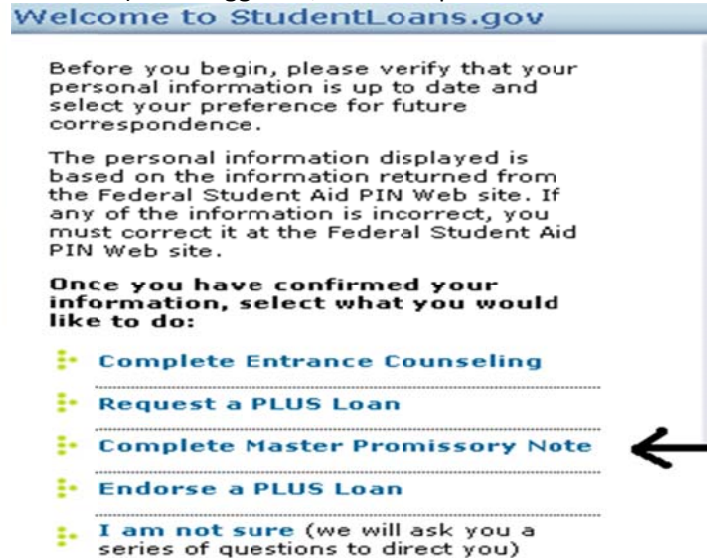 Welcome to StudentLoans.gov
Before you begin, please verify that your
personal information is up to date and
select your preference for future
correspondence.
The personal information displayed is
based on the information returned from
the Federal Student Aid PIN Web site. If
any of the information is incorrect, you
must correct it at the Federal Student Aid
PIN Web site.
Once you have confirmed your
information, select what you would
like to do:
Complete Entrance Counseling
Request a PLUS Loan
Complete Master Promissory Note
Endorse a PLUS Loan
I am not sure (we will ask you a
series of questions to direct you)